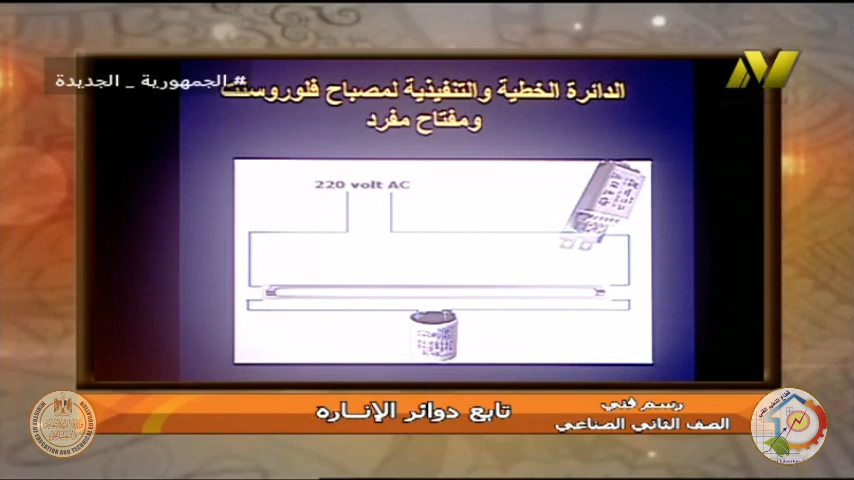 #الجمهورية _ الجديدة
الدائرة الخطية والتنفيذية لمصباح فلوروسنت
ومفتاح مفرد
220 volt AC
رسم فني
تابع دوائر الإنـــارة
الصف الثاني الصناعي